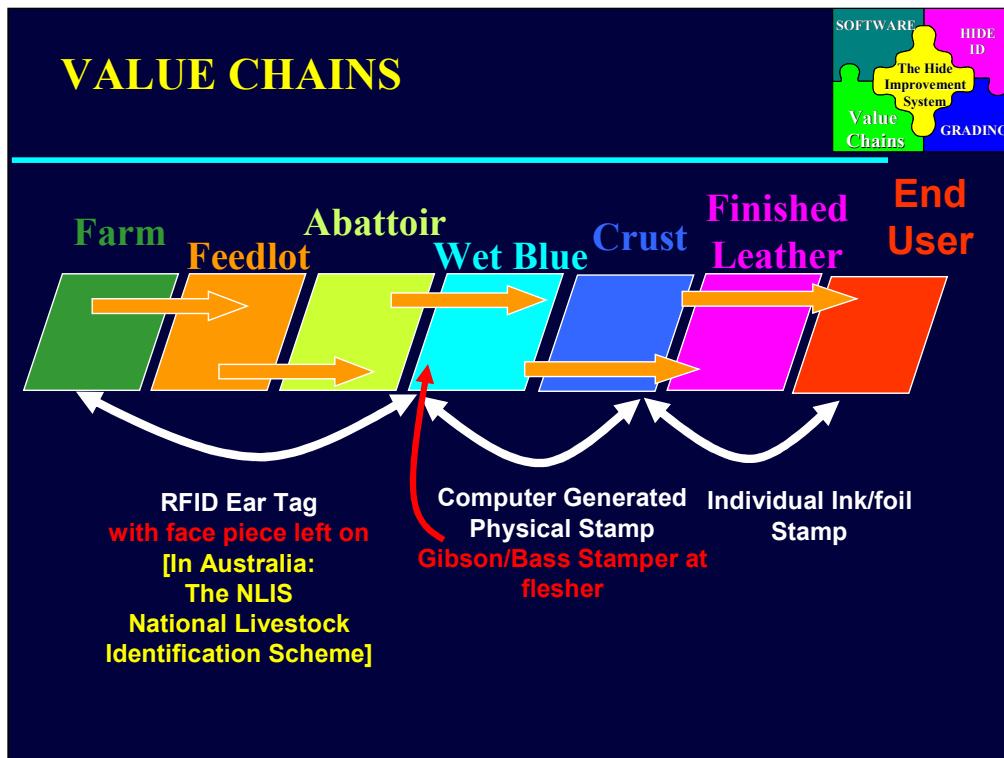 VALUE CHAINS
SOFTWARE
HIDE
ID
The Hide
Improvement
System
Value
Chains
GRADING
Farm
Feedlot
Abattoir
Wet Blue
Crust
Finished
Leather
End
User
RFID Ear Tag
with face piece left on
[In Australia:
The NLIS
National Livestock
Identification Scheme]
Computer Generated
Physical Stamp
Gibson/Bass Stamper at
flesher
Individual Ink/foil
Stamp